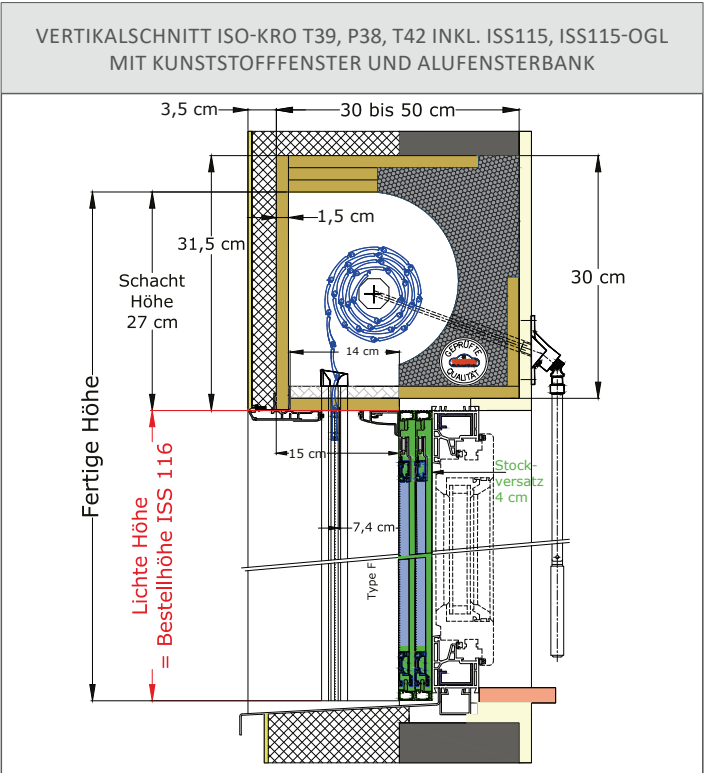 VERTIKALSCHNITT ISO-KRO T39, P38, T42 INKL. ISS115, ISS115-OGL
MIT KUNSTSTOFFFENSTER UND ALUFENSTERBANK
3,5 cm
30 bis 50 cm
1,5 cm
31,5 cm
Schacht
Höhe
27 cm
30 cm
14 cm
GEPRÜFTE
QUALITÄT
Fertige Höhe
15 cm
Stock-
versatz
4 cm
7,4 cm
Type F
Lichte Höhe
= Bestellhöhe ISS 116